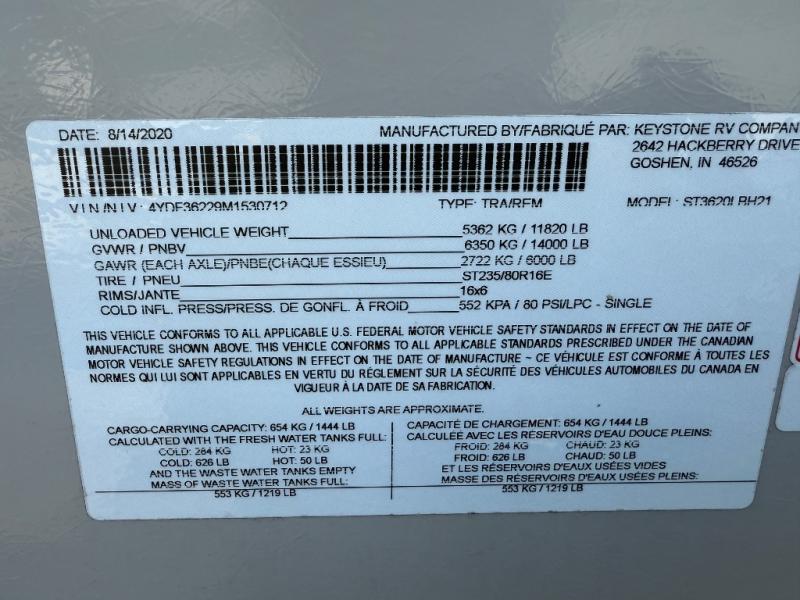 DATE: 8/14/2020
MANUFACTURED BY/FABRIQUÉ PAR: KEYSTONE RV COMPAN
2642 HACKBERRY DRIVE
GOSHEN, IN 46526
V I N /N I V : 4YDF36229M1530712
TYPE: TRA/REM
MODEL: ST3620LBH21
UNLOADED VEHICLE WEIGHT 5362 KG / 11820 LB
GVWR / PNBV 6350 KG / 14000 LB
GAWR (EACH AXLE)/PNBE(CHAQUE ESSIEU) 2722 KG / 6000 LB
TIRE / PNEU ST235/80R16E
RIMS/JANTE 16x6
COLD INFL. PRESS/PRESS. DE GONFL. À FROID 552 KPA / 80 PSI/LPC - SINGLE
THIS VEHICLE CONFORMS TO ALL APPLICABLE U.S. FEDERAL MOTOR VEHICLE SAFETY STANDARDS IN EFFECT ON THE DATE OF
MANUFACTURE SHOWN ABOVE. THIS VEHICLE CONFORMS TO ALL APPLICABLE STANDARDS PRESCRIBED UNDER THE CANADIAN
MOTOR VEHICLE SAFETY REGULATIONS IN EFFECT ON THE DATE OF MANUFACTURE ~ CE VÉHICULE EST CONFORME À TOUTES LES
NORMES QUI LUI SONT APPLICABLES EN VERTU DU RÉGLEMENT SUR LA SÉCURITÉ DES VÉHICULES AUTOMOBILES DU CANADA EN
VIGUEUR À LA DATE DE SA FABRICATION.
ALL WEIGHTS ARE APPROXIMATE.
CARGO-CARRYING CAPACITY: 654 KG / 1444 LB
CALCULATED WITH THE FRESH WATER TANKS FULL:
COLD: 284 KG HOT: 23 KG
COLD: 626 LB HOT: 50 LB
AND THE WASTE WATER TANKS EMPTY
MASS OF WASTE WATER TANKS FULL:
553 KG / 1219 LB
CAPACITÉ DE CHARGEMENT: 654 KG / 1444 LB
CALCULÉE AVEC LES RÉSERVOIRS D'EAU DOUCE PLEINS:
FROID: 284 KG CHAUD: 23 KG
FROID: 626 LB CHAUD: 50 LB
ET LES RÉSERVOIRS D'EAUX USÉES VIDES
MASSE DES RÉSERVOIRS D'EAUX USÉES PLEINS:
553 KG / 1219 LB